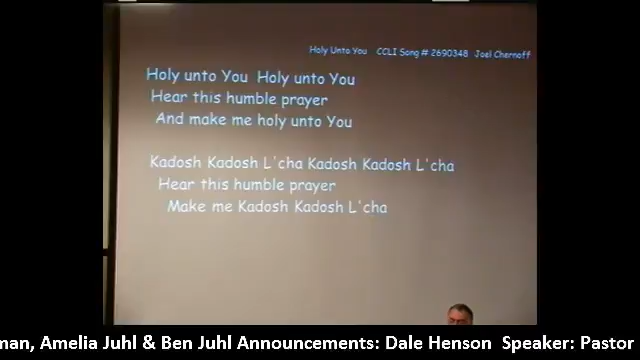 Holy Unto You CCLI Song # 2690348 Joel Chernoff
Holy unto You Holy unto You
Hear this humble prayer
And make me holy unto You
Kadosh Kadosh L'cha Kadosh Kadosh L'cha
Hear this humble prayer
Make me Kadosh Kadosh L'cha
man, Amelia Juhl & Ben Juhl Announcements: Dale Henson Speaker: Pastor